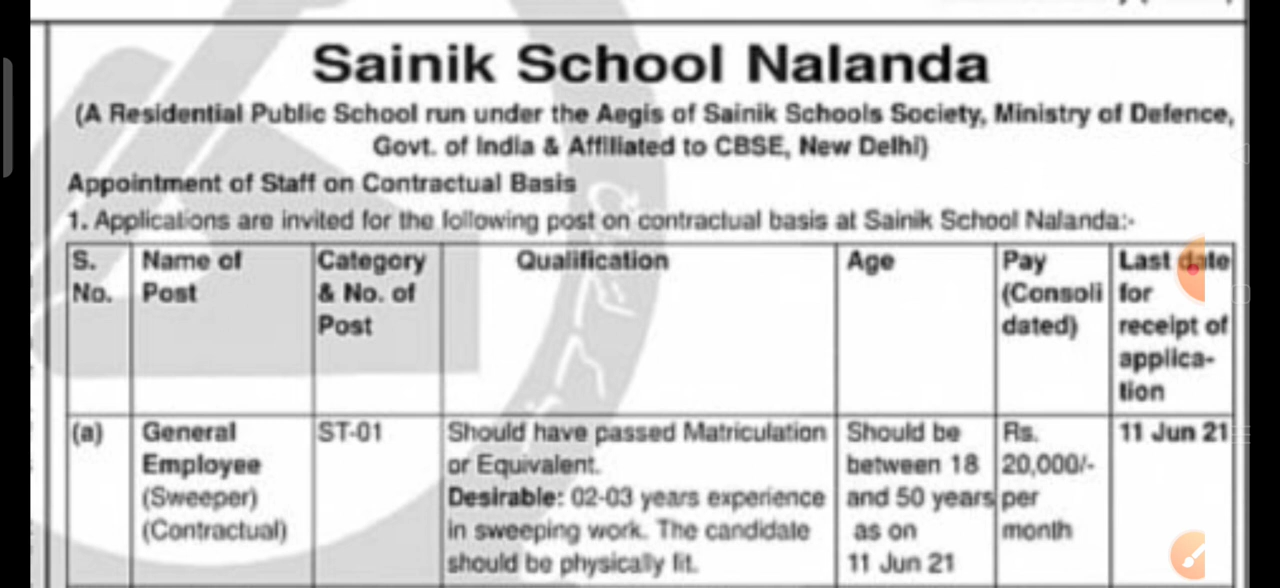 Sainik School Nalanda
(A Residential Public School run under the Aegis of Sainik Schools Society, Ministry of Defence,
Govt. of India & Affiliated to CBSE, New Delhi)
Appointment of Staff on Contractual Basis
1. Applications are invited for the following post on contractual basis at Sainik School Nalanda:-
S.
No.
Name of
Post
Category
& No. of
Post
Qualification
Age
Pay
(Consoli
dated)
Last date
for
receipt of
applica-
tion
(a)
General
Employee
(Sweeper)
(Contractual)
ST-01
Should have passed Matriculation
or Equivalent.
Desirable: 02-03 years experience
in sweeping work. The candidate
should be physically fit.
Should be
between 18
and 50 years
as on
11 Jun 21
Rs.
20,000/-
per
month
11 Jun 21